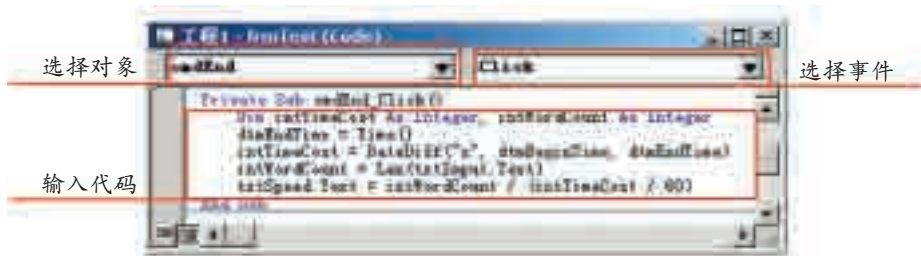 工程1 - frmTest (Code)
选择对象
cmdEnd
Click
选择事件
Private Sub cmdEnd_Click()
Dim intTimeCost As Integer, intWordCount As Integer
dtmEndTime = Time()
intTimeCost = DateDiff("s", dtmBeginTime, dtmEndTime)
intWordCount = Len(txtInput.Text)
txtSpeed.Text = intWordCount / (intTimeCost / 60)
输入代码
End Sub